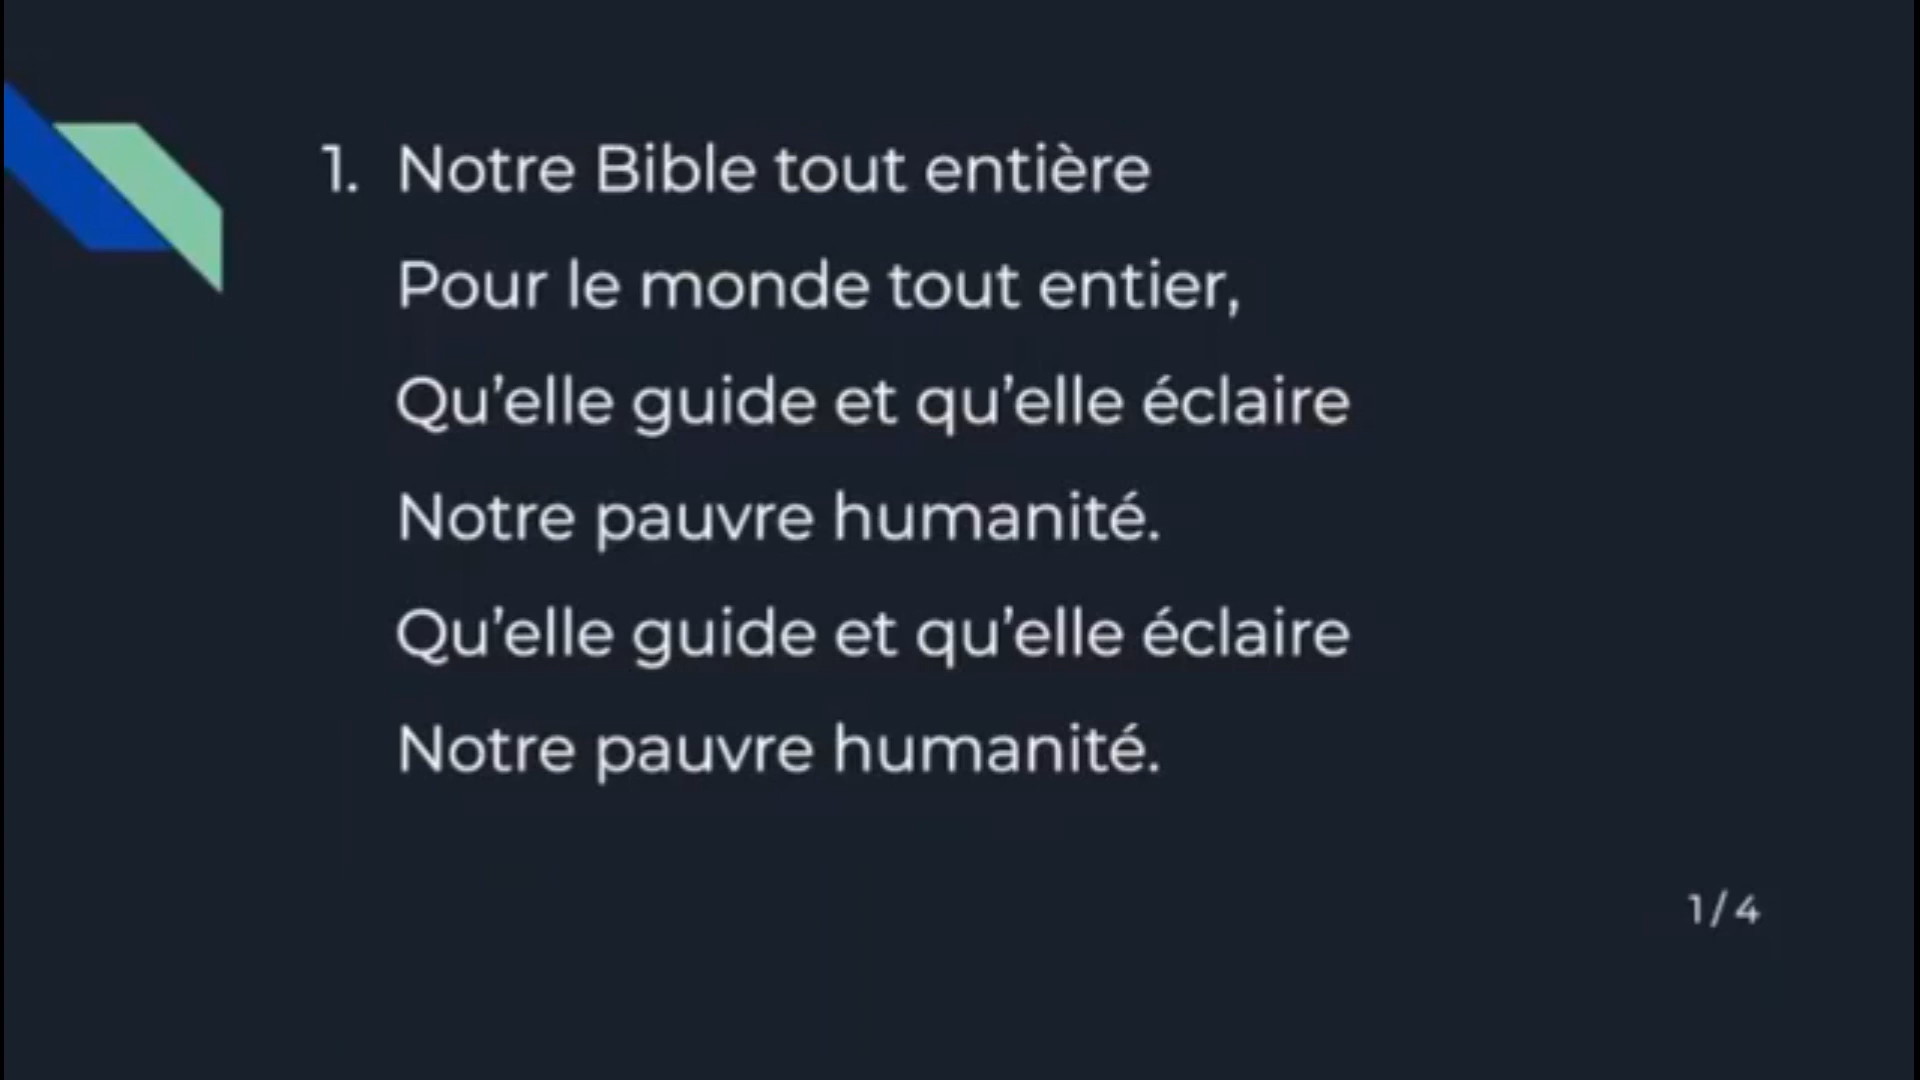 1. Notre Bible tout entière
Pour le monde tout entier,
Qu’elle guide et qu’elle éclaire
Notre pauvre humanité.
Qu’elle guide et qu’elle éclaire
Notre pauvre humanité.
1 / 4